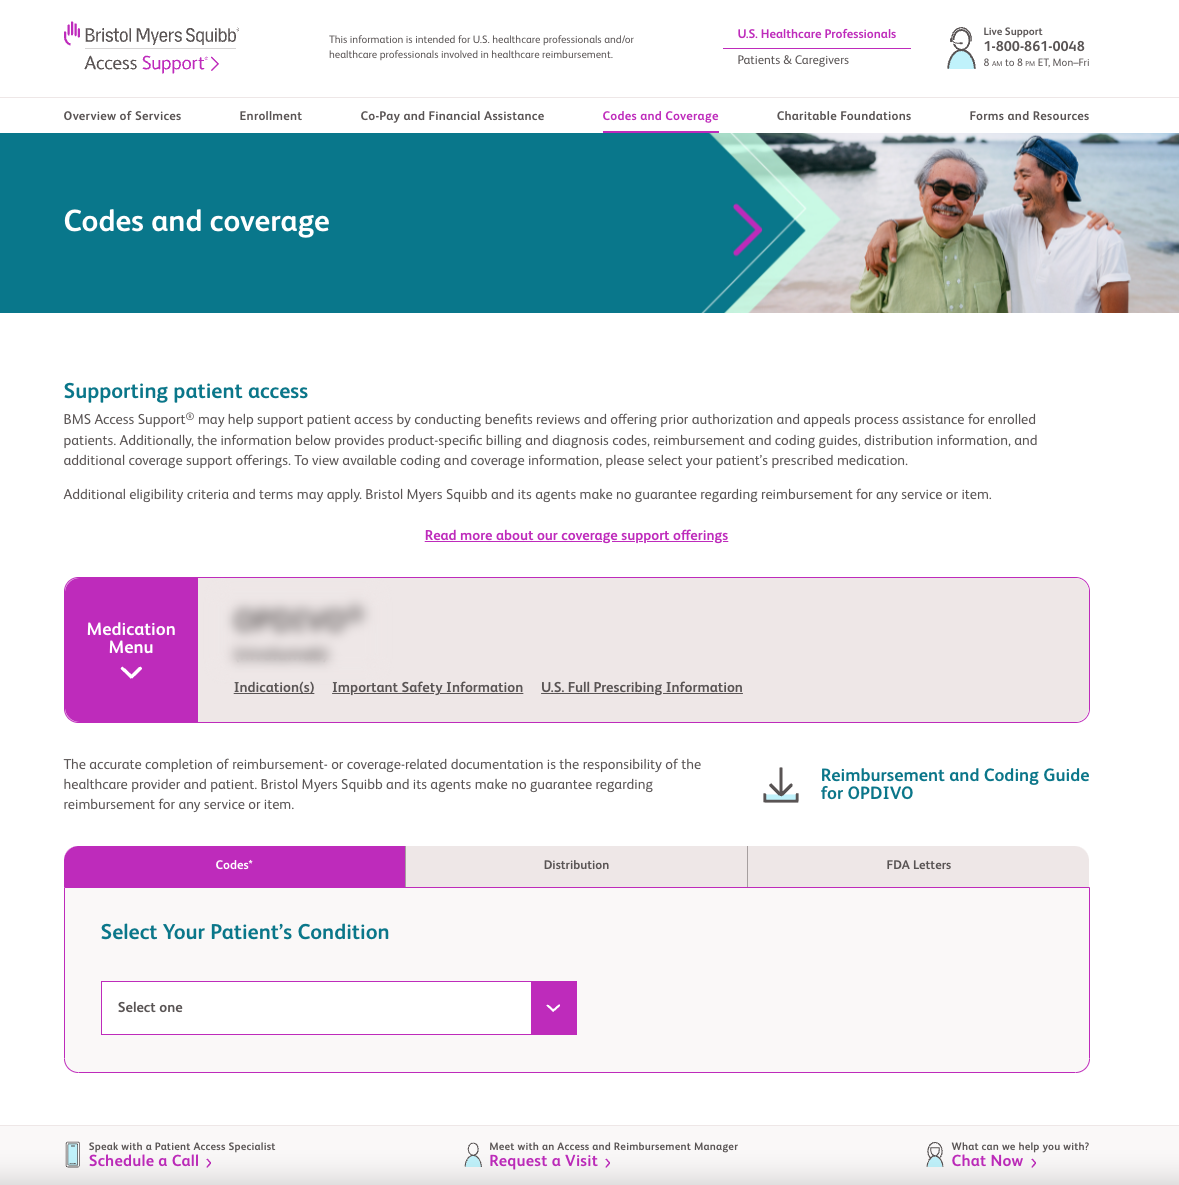 Bristol Myers Squibb®
Access Support®
This information is intended for U.S. healthcare professionals and/or
healthcare professionals involved in healthcare reimbursement.
U.S. Healthcare Professionals
Patients & Caregivers
Live Support
1-800-861-0048
8 AM to 8 PM ET, Mon–Fri
Overview of Services
Enrollment
Co-Pay and Financial Assistance
Codes and Coverage
Charitable Foundations
Forms and Resources
Codes and coverage
Supporting patient access
BMS Access Support® may help support patient access by conducting benefits reviews and offering prior authorization and appeals process assistance for enrolled
patients. Additionally, the information below provides product-specific billing and diagnosis codes, reimbursement and coding guides, distribution information, and
additional coverage support offerings. To view available coding and coverage information, please select your patient’s prescribed medication.
Additional eligibility criteria and terms may apply. Bristol Myers Squibb and its agents make no guarantee regarding reimbursement for any service or item.
Read more about our coverage support offerings
Medication
Menu
OPDIVO®
Indication(s)
Important Safety Information
U.S. Full Prescribing Information
The accurate completion of reimbursement- or coverage-related documentation is the responsibility of the
healthcare provider and patient. Bristol Myers Squibb and its agents make no guarantee regarding
reimbursement for any service or item.
Reimbursement and Coding Guide
for OPDIVO
Codes*
Distribution
FDA Letters
Select Your Patient’s Condition
Select one
Speak with a Patient Access Specialist
Schedule a Call
Meet with an Access and Reimbursement Manager
Request a Visit
What can we help you with?
Chat Now